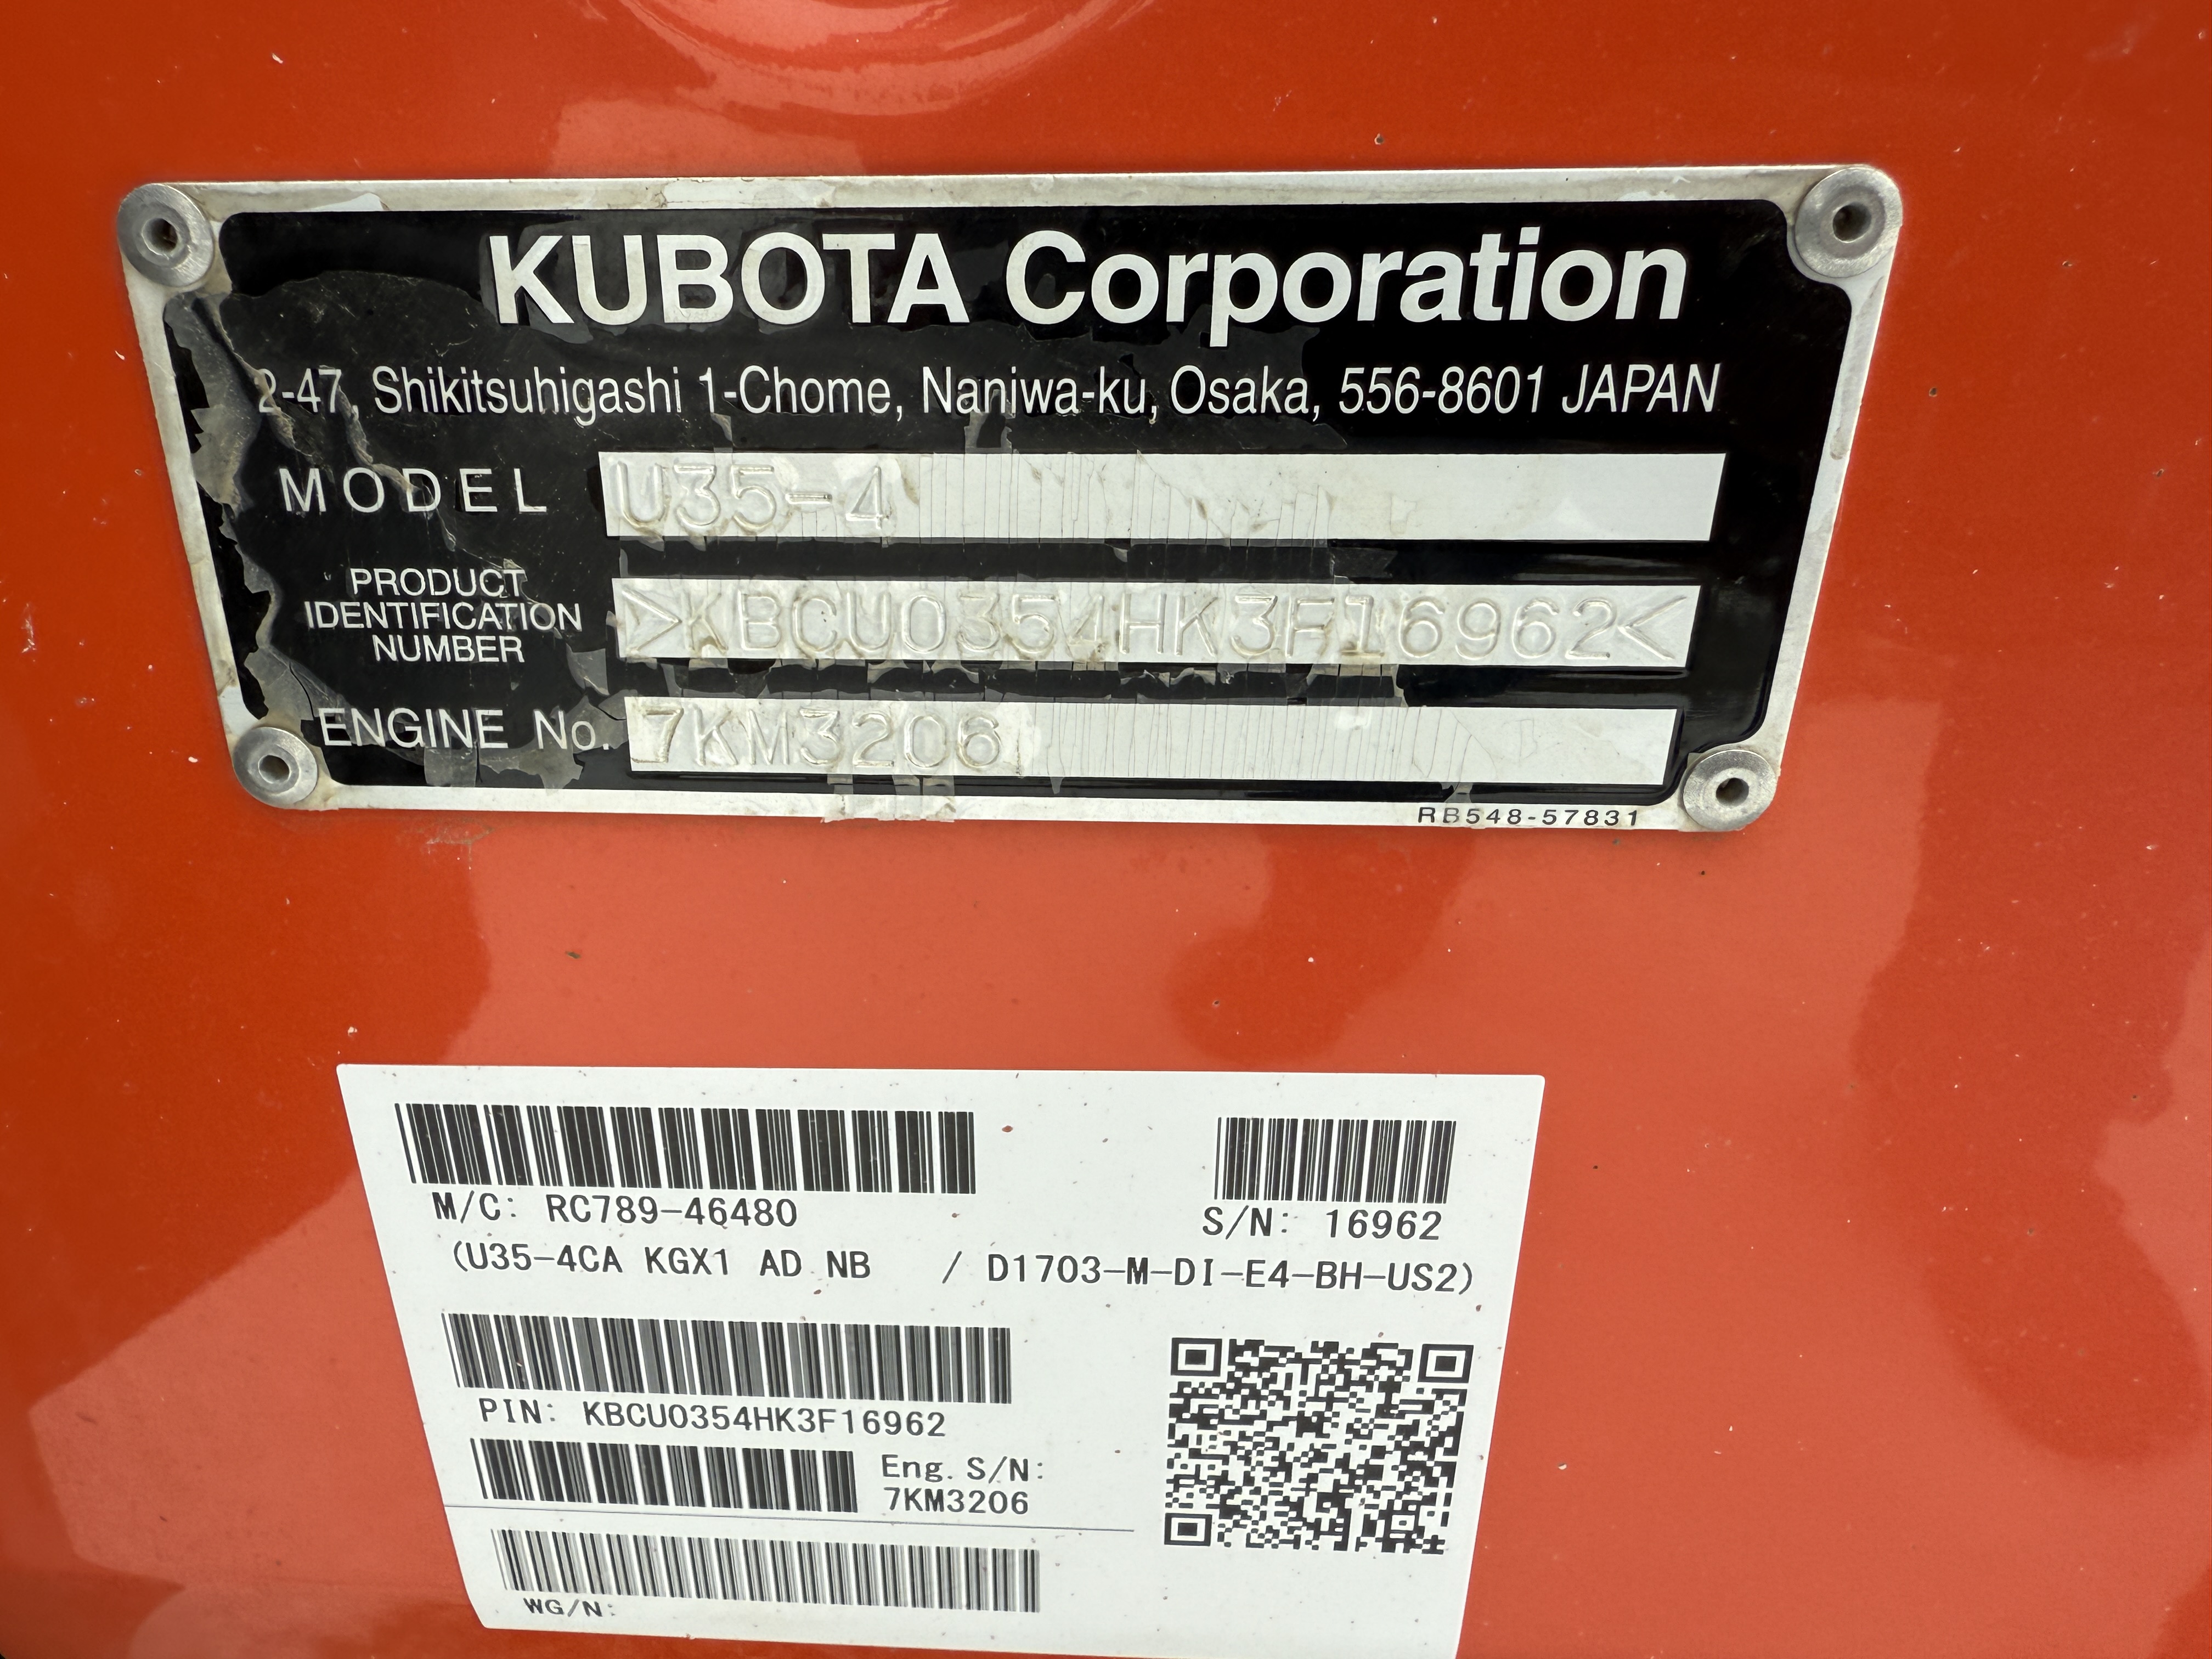 KUBOTA Corporation
2-47, Shikitsuhigashi 1-Chome, Naniwa-ku, Osaka, 556-8601 JAPAN
MODEL U35-4
PRODUCT
IDENTIFICATION
NUMBER
>KBCU0354HK3F16962<
ENGINE No. 7KM3206
RB548-57831
M/C: RC789-46480
S/N: 16962
(U35-4CA KGX1 AD NB / D1703-M-DI-E4-BH-US2)
PIN: KBCU0354HK3F16962
Eng. S/N:
7KM3206
WG/N: